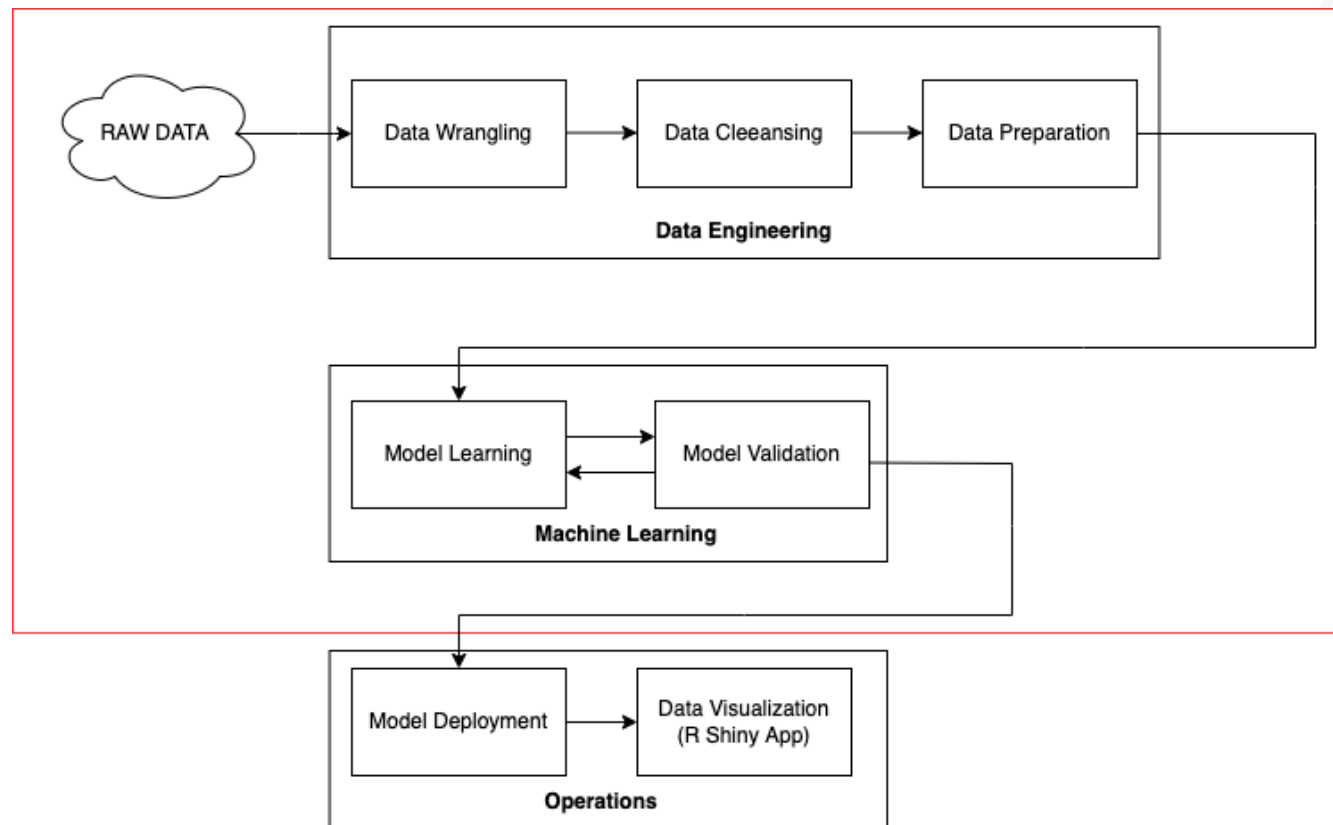 RAW DATA
Data Wrangling
Data Cleeansing
Data Preparation
Data Engineering
Model Learning
Model Validation
Machine Learning
Model Deployment
Data Visualization
(R Shiny App)
Operations